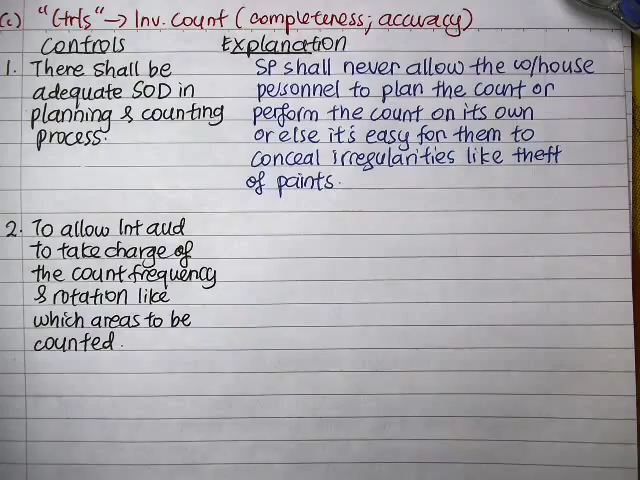 (c) "Ctrls" → Inv. Count (completeness; accuracy)
Controls Explanation
1. There shall be adequate SOD in planning & counting process.
SP shall never allow the w/house
personnel to plan the count or
perform the count on its own
or else it's easy for them to
conceal irregularities like theft
of paints.
2. To allow Int aud
to take charge of
the count frequency
& rotation like
which areas to be
counted.